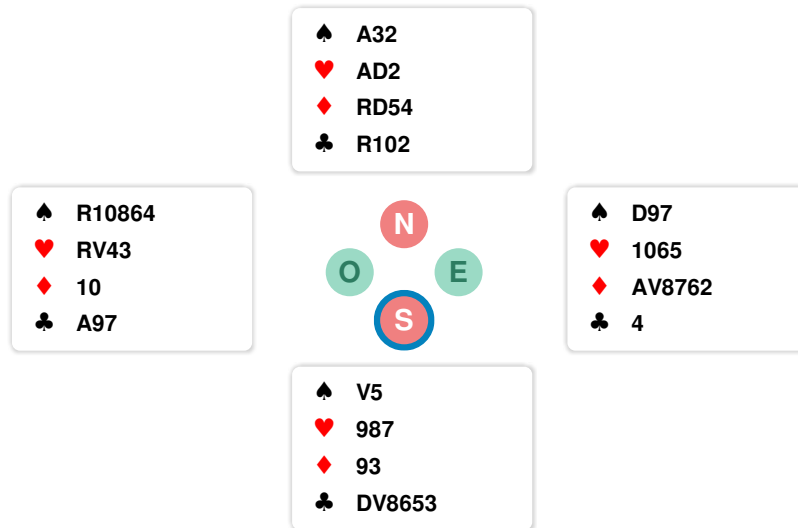 ♠ A32
♥ AD2
♦ RD54
♣ R102
♠ R10864
♥ RV43
♦ 10
♣ A97
N
O E
S
♠ D97
♥ 1065
♦ AV8762
♣ 4
♠ V5
♥ 987
♦ 93
♣ DV8653